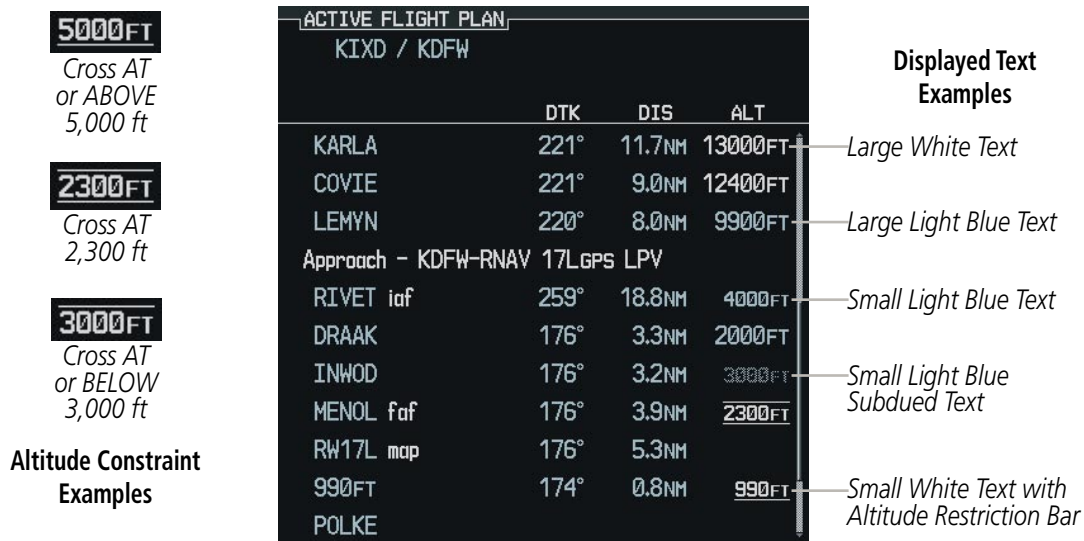 5000FT
Cross AT
or ABOVE
5,000 ft
2300FT
Cross AT
2,300 ft
3000FT
Cross AT
or BELOW
3,000 ft
Altitude Constraint
Examples
ACTIVE FLIGHT PLAN
KIXD / KDFW
DTK DIS ALT
KARLA 221° 11.7NM 13000FT
COVIE 221° 9.0NM 12400FT
LEMYN 220° 8.0NM 9900FT
Approach - KDFW-RNAV 17LGPS LPV
RIVET iaf 259° 18.8NM 4000FT
DRAAK 176° 3.3NM 2000FT
INWOD 176° 3.2NM 3000FT
MENOL faf 176° 3.9NM 2300FT
RW17L map 176° 5.3NM
990FT 174° 0.8NM 990FT
POLKE
Displayed Text
Examples
Large White Text
Large Light Blue Text
Small Light Blue Text
Small Light Blue
Subdued Text
Small White Text with
Altitude Restriction Bar